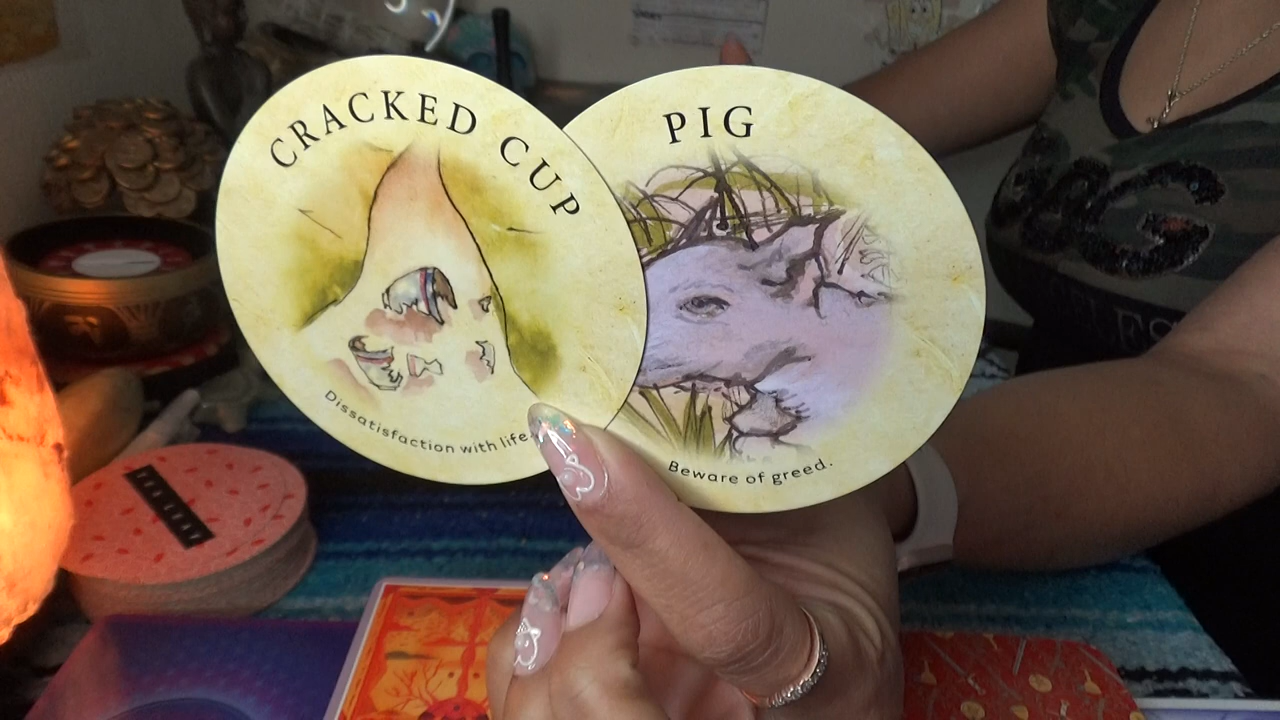 CRACKED CUP
Dissatisfaction with life
PIG
Beware of greed.